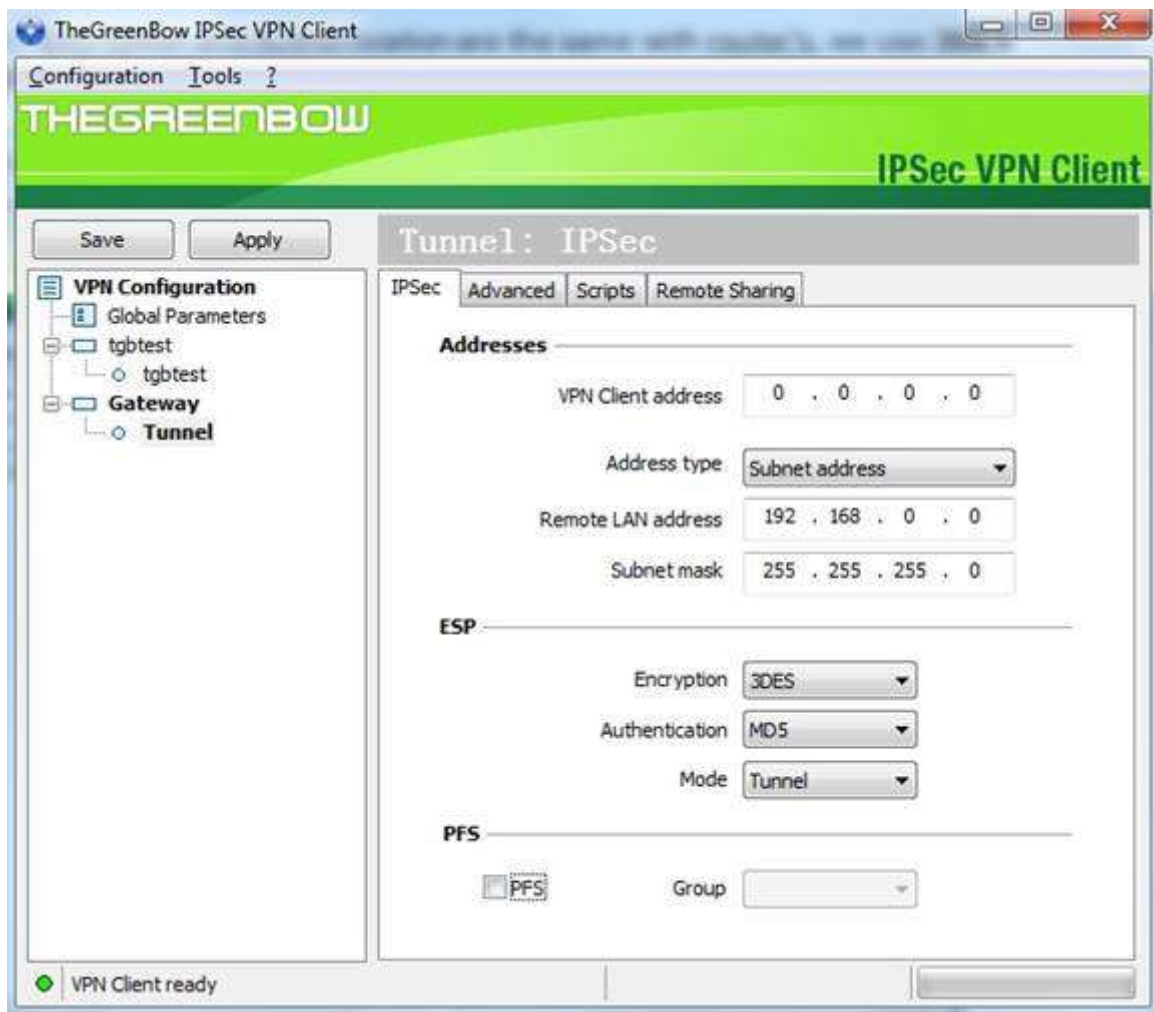 TheGreenBow IPSec VPN Client
Configuration Tools ?
THEGREENBOW
IPSec VPN Client
Save Apply
VPN Configuration
Global Parameters
tgbtest
tgbtest
Gateway
Tunnel
Tunnel: IPSec
IPSec Advanced Scripts Remote Sharing
Addresses
VPN Client address 0 . 0 . 0 . 0
Address type Subnet address
Remote LAN address 192 . 168 . 0 . 0
Subnet mask 255 . 255 . 255 . 0
ESP
Encryption 3DES
Authentication MD5
Mode Tunnel
PFS
PFS Group
VPN Client ready